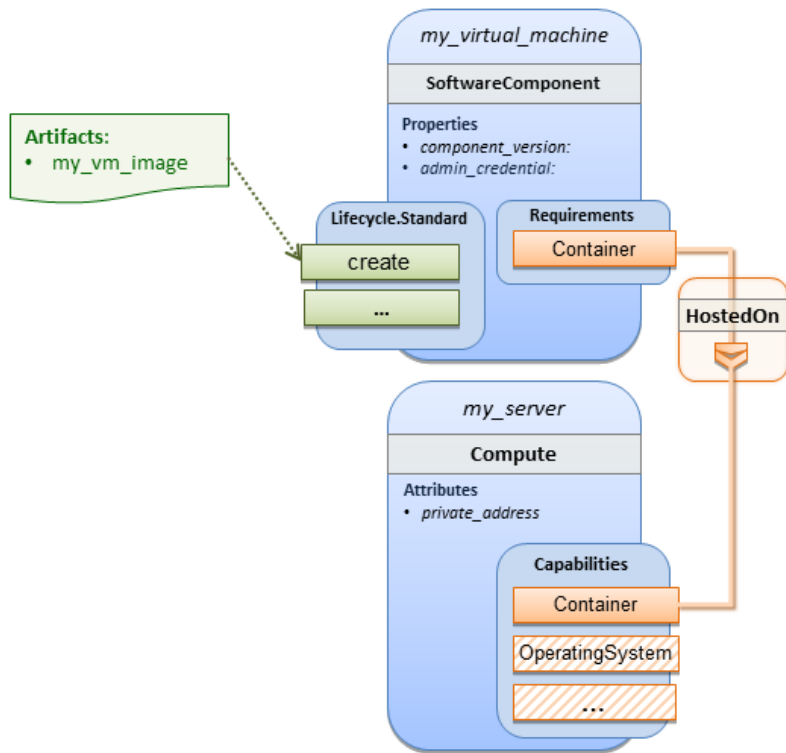 my_virtual_machine
SoftwareComponent
Artifacts:
• my_vm_image
Properties
• component_version:
• admin_credential:
Lifecycle.Standard
create
...
Requirements
Container
HostedOn
my_server
Compute
Attributes
• private_address
Capabilities
Container
OperatingSystem
...